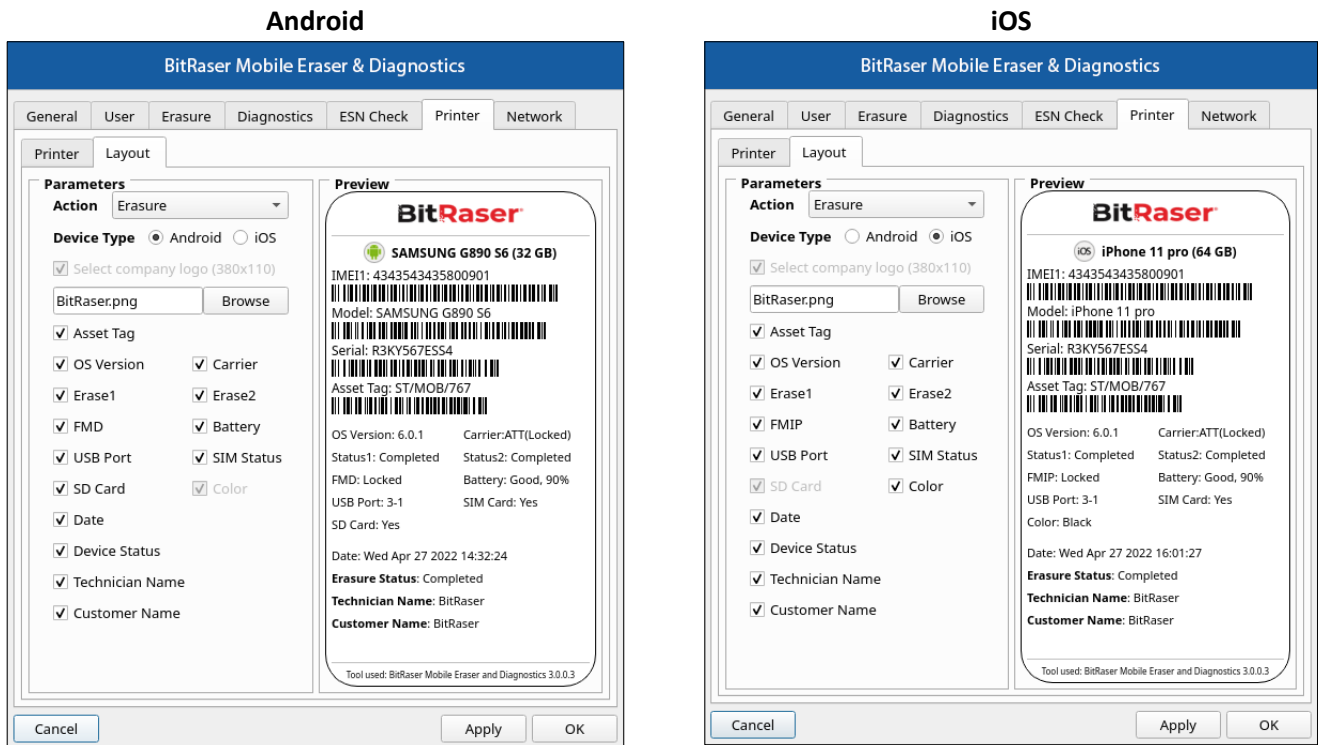 Android
BitRaser Mobile Eraser & Diagnostics
General User Erasure Diagnostics ESN Check Printer Network
Printer Layout
Parameters
Action Erasure
Device Type Android iOS
Select company logo (380x110)
BitRaser.png Browse
Asset Tag
OS Version Carrier
Erase1 Erase2
FMD Battery
USB Port SIM Status
SD Card Color
Date
Device Status
Technician Name
Customer Name
Preview
BitRaser
SAMSUNG G890 S6 (32 GB)
IMEI1: 4343543435800901
Model: SAMSUNG G890 S6
Serial: R3KY567ESS4
Asset Tag: ST/MOB/767
OS Version: 6.0.1 Carrier:ATT(Locked)
Status1: Completed Status2: Completed
FMD: Locked Battery: Good, 90%
USB Port: 3-1 SIM Card: Yes
SD Card: Yes
Date: Wed Apr 27 2022 14:32:24
Erasure Status: Completed
Technician Name: BitRaser
Customer Name: BitRaser
Tool used: BitRaser Mobile Eraser and Diagnostics 3.0.0.3
Cancel Apply OK
iOS
BitRaser Mobile Eraser & Diagnostics
General User Erasure Diagnostics ESN Check Printer Network
Printer Layout
Parameters
Action Erasure
Device Type Android iOS
Select company logo (380x110)
BitRaser.png Browse
Asset Tag
OS Version Carrier
Erase1 Erase2
FMIP Battery
USB Port SIM Status
SD Card Color
Date
Device Status
Technician Name
Customer Name
Preview
BitRaser
iOS iPhone 11 pro (64 GB)
IMEI1: 4343543435800901
Model: iPhone 11 pro
Serial: R3KY567ESS4
Asset Tag: ST/MOB/767
OS Version: 6.0.1 Carrier:ATT(Locked)
Status1: Completed Status2: Completed
FMIP: Locked Battery: Good, 90%
USB Port: 3-1 SIM Card: Yes
Color: Black
Date: Wed Apr 27 2022 16:01:27
Erasure Status: Completed
Technician Name: BitRaser
Customer Name: BitRaser
Tool used: BitRaser Mobile Eraser and Diagnostics 3.0.0.3
Cancel Apply OK